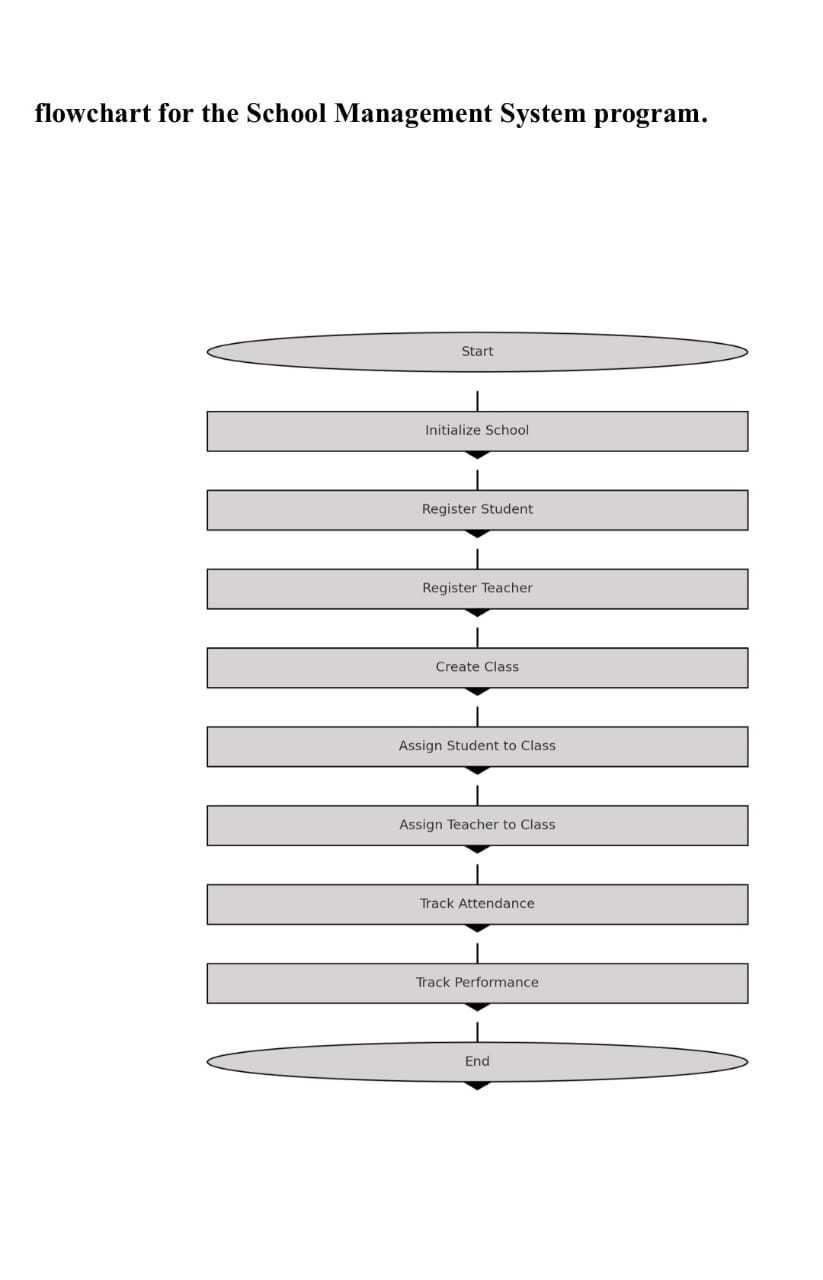 flowchart for the School Management System program.
Start
Initialize School
Register Student
Register Teacher
Create Class
Assign Student to Class
Assign Teacher to Class
Track Attendance
Track Performance
End